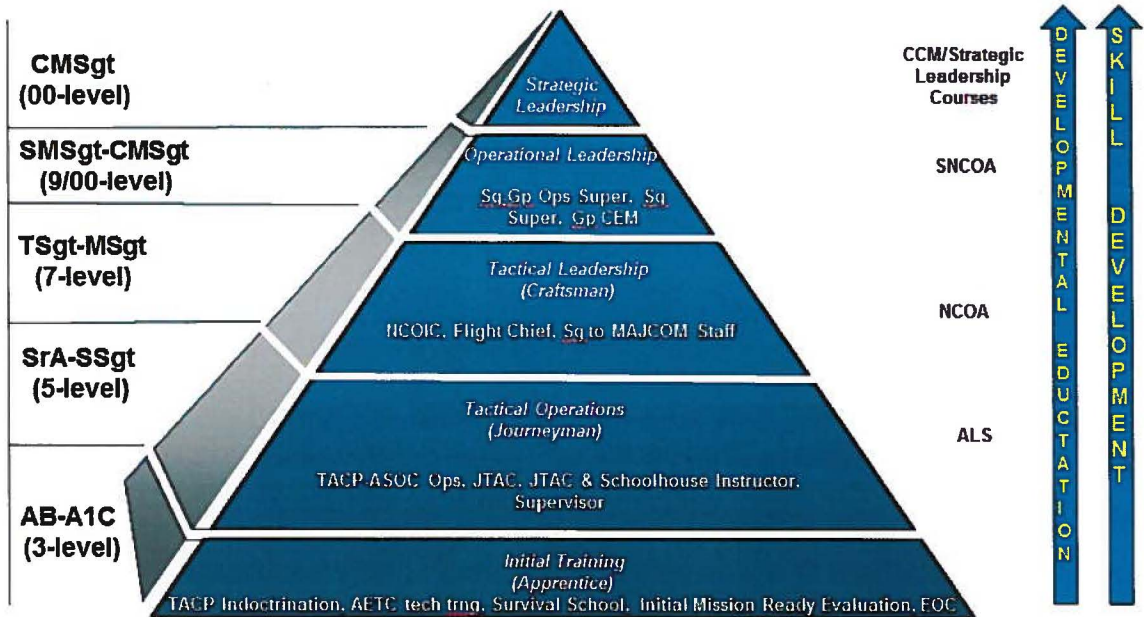 CMSgt
(00-level)
Strategic
Leadership
CCM/Strategic
Leadership
Courses
SMSgt-CMSgt
(9/00-level)
Operational Leadership
Sq,Gp Ops Super, Sq
Super, Gp CEM
SNCOA
TSgt-MSgt
(7-level)
Tactical Leadership
(Craftsman)
NCOIC, Flight Chief, Sq to MAJCOM Staff
NCOA
SrA-SSgt
(5-level)
Tactical Operations
(Journeyman)
TACP-ASOC Ops, JTAC, JTAC & Schoolhouse Instructor,
Supervisor
ALS
AB-A1C
(3-level)
Initial Training
(Apprentice)
TACP Indoctrination, AETC tech trng, Survival School, Initial Mission Ready Evaluation, EOC
DEVELOPMENTAL EDUCTATION
SKILL DEVELOPMENT